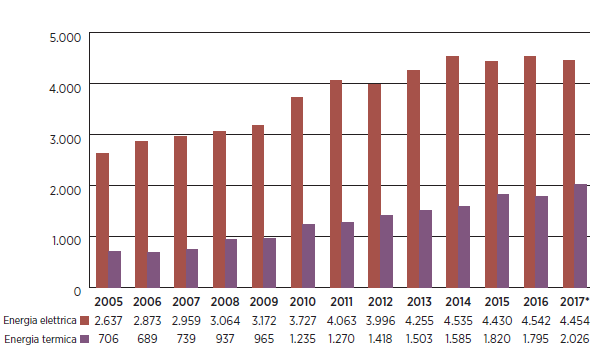 5.000
4.000
3.000
2.000
1.000
0
2005 2006 2007 2008 2009 2010 2011 2012 2013 2014 2015 2016 2017*
Energia elettrica 2.637 2.873 2.959 3.064 3.172 3.727 4.063 3.996 4.255 4.535 4.430 4.542 4.454
Energia termica 706 689 739 937 965 1.235 1.270 1.418 1.503 1.585 1.820 1.795 2.026